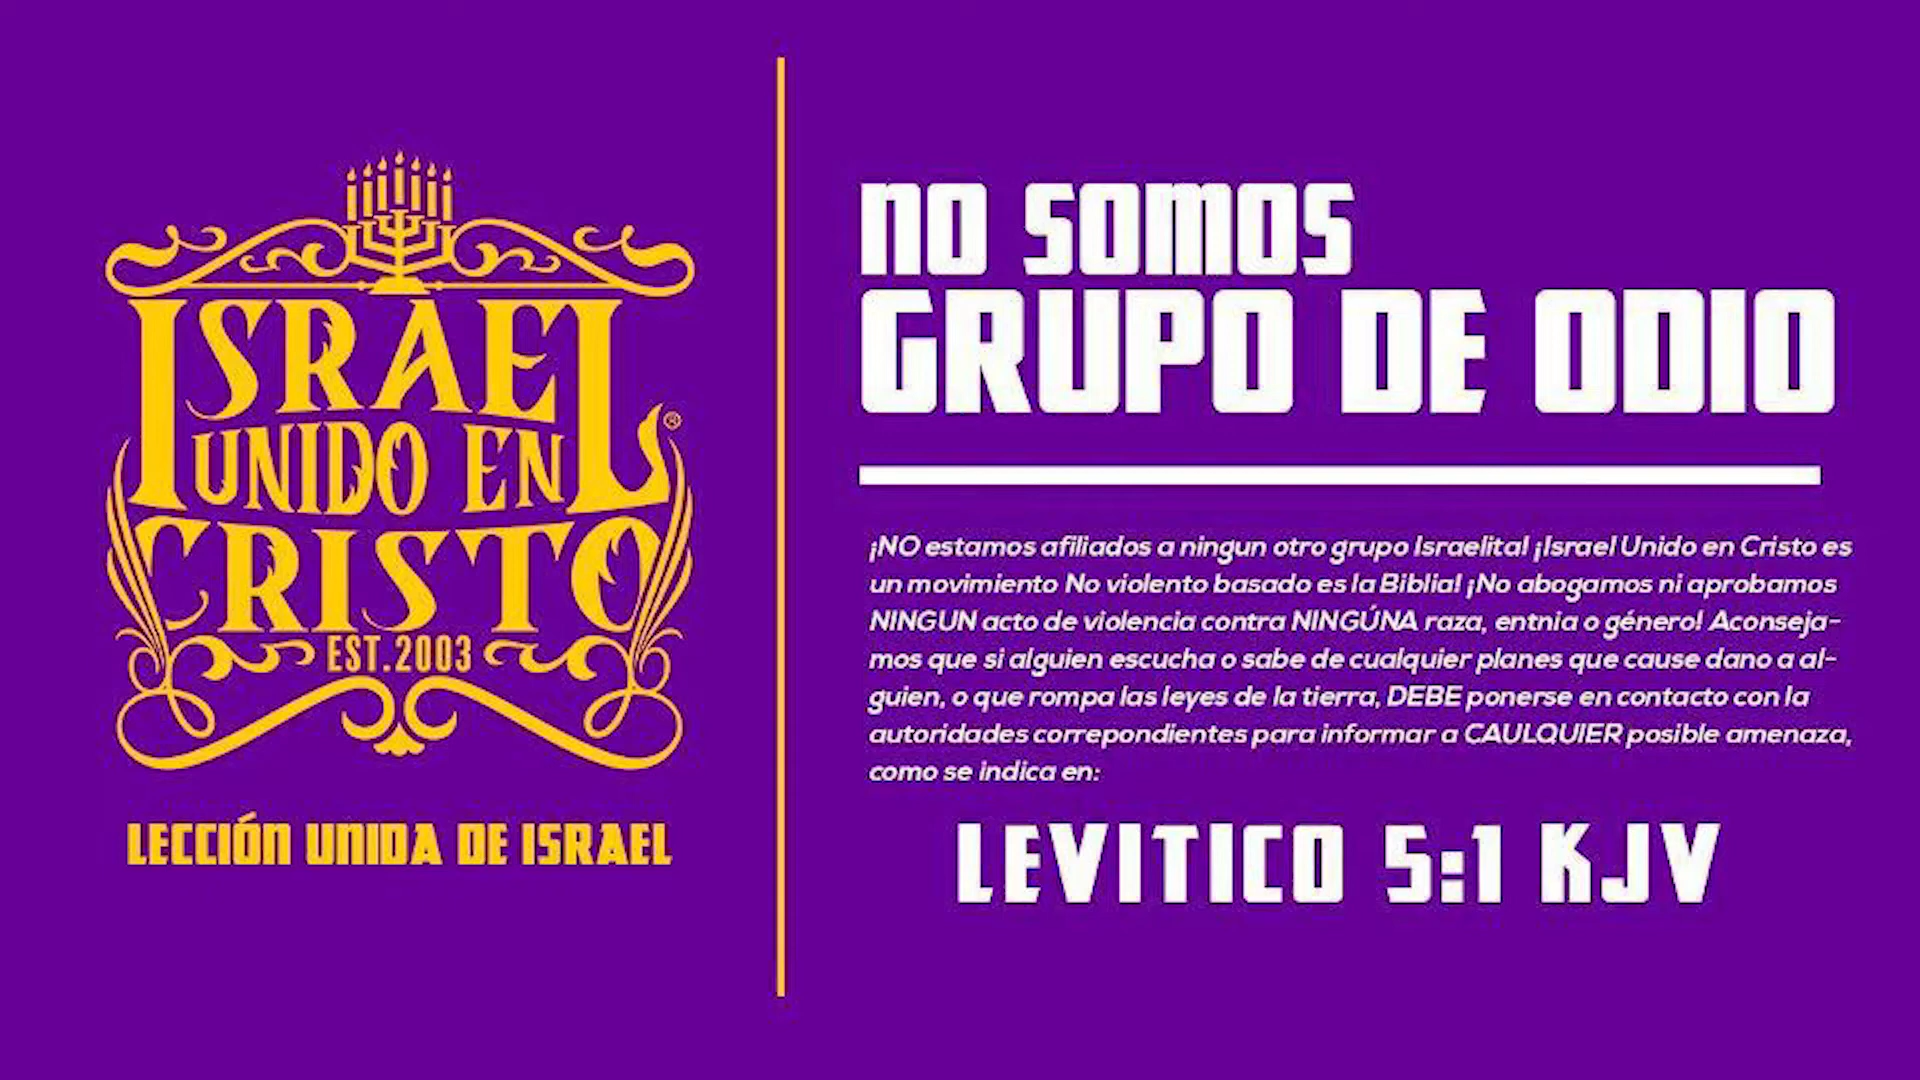 ISRAEL
UNIDO EN
CRISTO
®
EST.2003
LECCIÓN UNIDA DE ISRAEL
NO SOMOS
GRUPO DE ODIO
¡NO estamos afiliados a ningun otro grupo Israelita! ¡Israel Unido en Cristo es
un movimiento No violento basado es la Biblia! ¡No abogamos ni aprobamos
NINGUN acto de violencia contra NINGÚNA raza, entnia o género! Aconseja-
mos que si alguien escucha o sabe de cualquier planes que cause dano a al-
guien, o que rompa las leyes de la tierra, DEBE ponerse en contacto con la
autoridades correpondientes para informar a CAULQUIER posible amenaza,
como se indica en:
LEVITICO 5:1 KJV